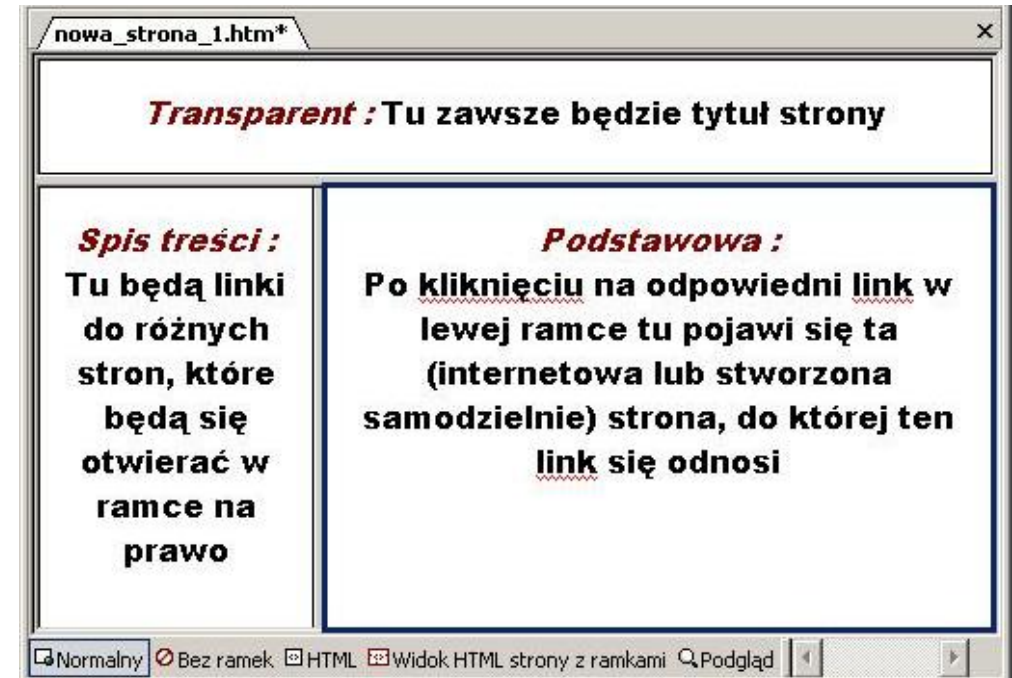 nowa_strona_1.htm*
Transparent : Tu zawsze będzie tytuł strony
Spis treści :
Tu będą linki
do różnych
stron, które
będą się
otwierać w
ramce na
prawo
Podstawowa :
Po kliknięciu na odpowiedni link w
lewej ramce tu pojawi się ta
(internetowa lub stworzona
samodzielnie) strona, do której ten
link się odnosi
Normalny Bez ramek HTML Widok HTML strony z ramkami Podgląd